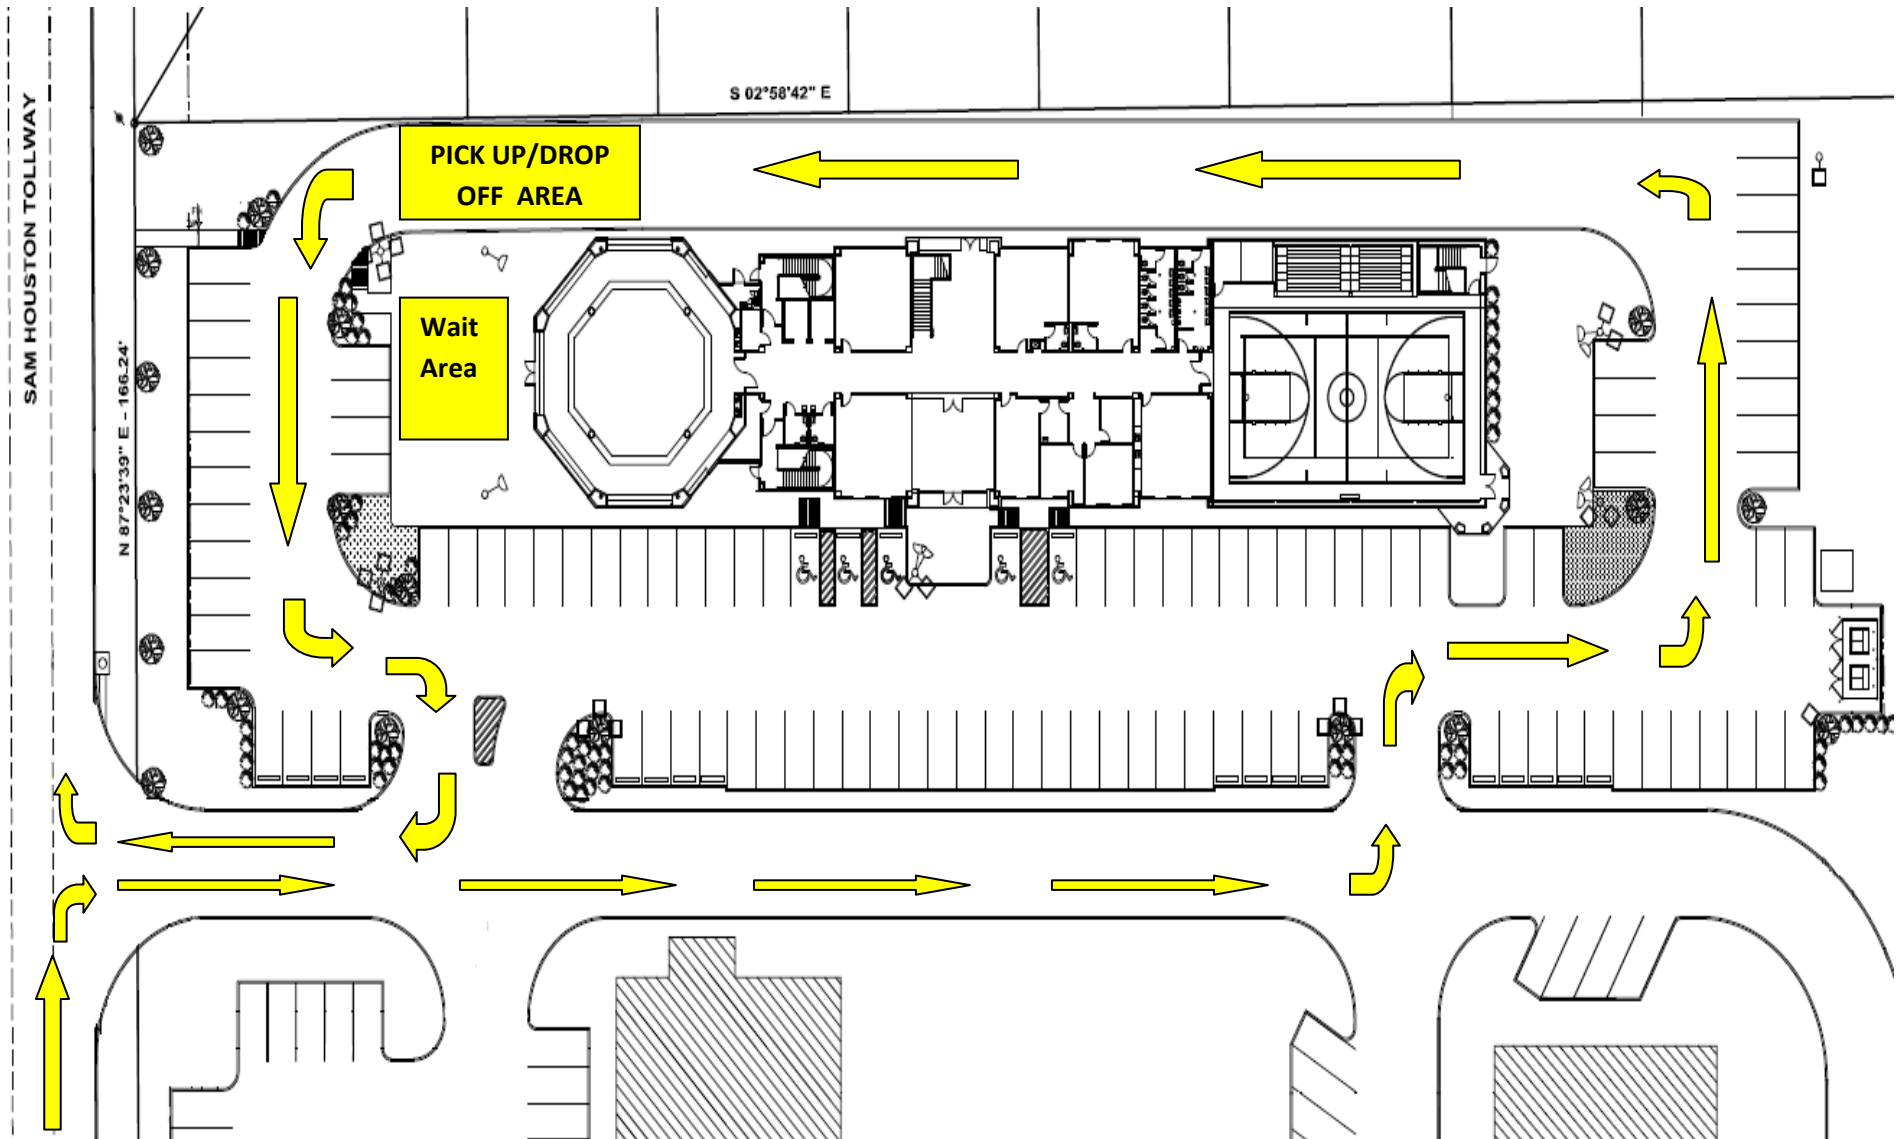 S 02°58'42" E
PICK UP/DROP
OFF AREA
SAM HOUSTON TOLLWAY
N 87°23'39" E - 166.24'
Wait
Area